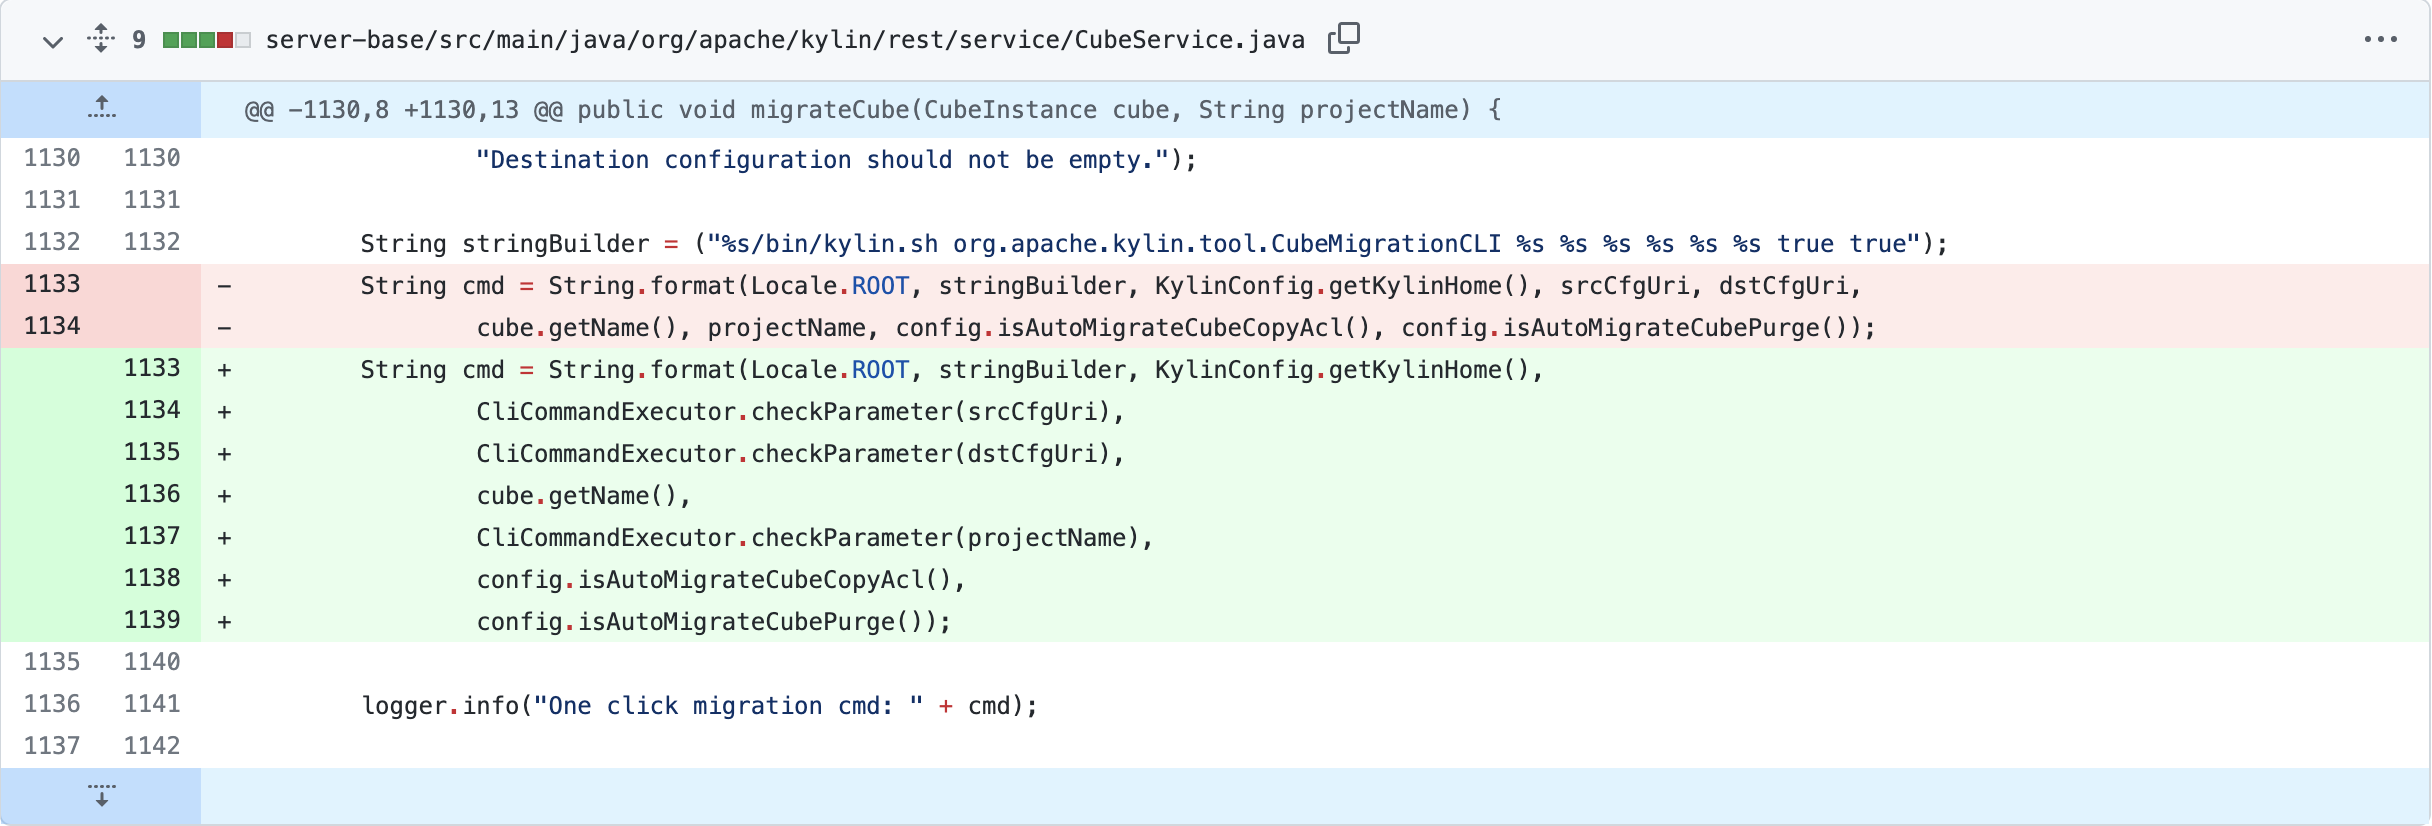 9 server-base/src/main/java/org/apache/kylin/rest/service/CubeService.java
@@ -1130,8 +1130,13 @@ public void migrateCube(CubeInstance cube, String projectName) {
1130 1130 "Destination configuration should not be empty.");
1131 1131
1132 1132 String stringBuilder = ("%s/bin/kylin.sh org.apache.kylin.tool.CubeMigrationCLI %s %s %s %s %s %s true true");
1133 - String cmd = String.format(Locale.ROOT, stringBuilder, KylinConfig.getKylinHome(), srcCfgUri, dstCfgUri,
1134 - cube.getName(), projectName, config.isAutoMigrateCubeCopyAcl(), config.isAutoMigrateCubePurge());
1133 + String cmd = String.format(Locale.ROOT, stringBuilder, KylinConfig.getKylinHome(),
1134 + CliCommandExecutor.checkParameter(srcCfgUri),
1135 + CliCommandExecutor.checkParameter(dstCfgUri),
1136 + cube.getName(),
1137 + CliCommandExecutor.checkParameter(projectName),
1138 + config.isAutoMigrateCubeCopyAcl(),
1139 + config.isAutoMigrateCubePurge());
1135 1140
1136 1141 logger.info("One click migration cmd: " + cmd);
1137 1142